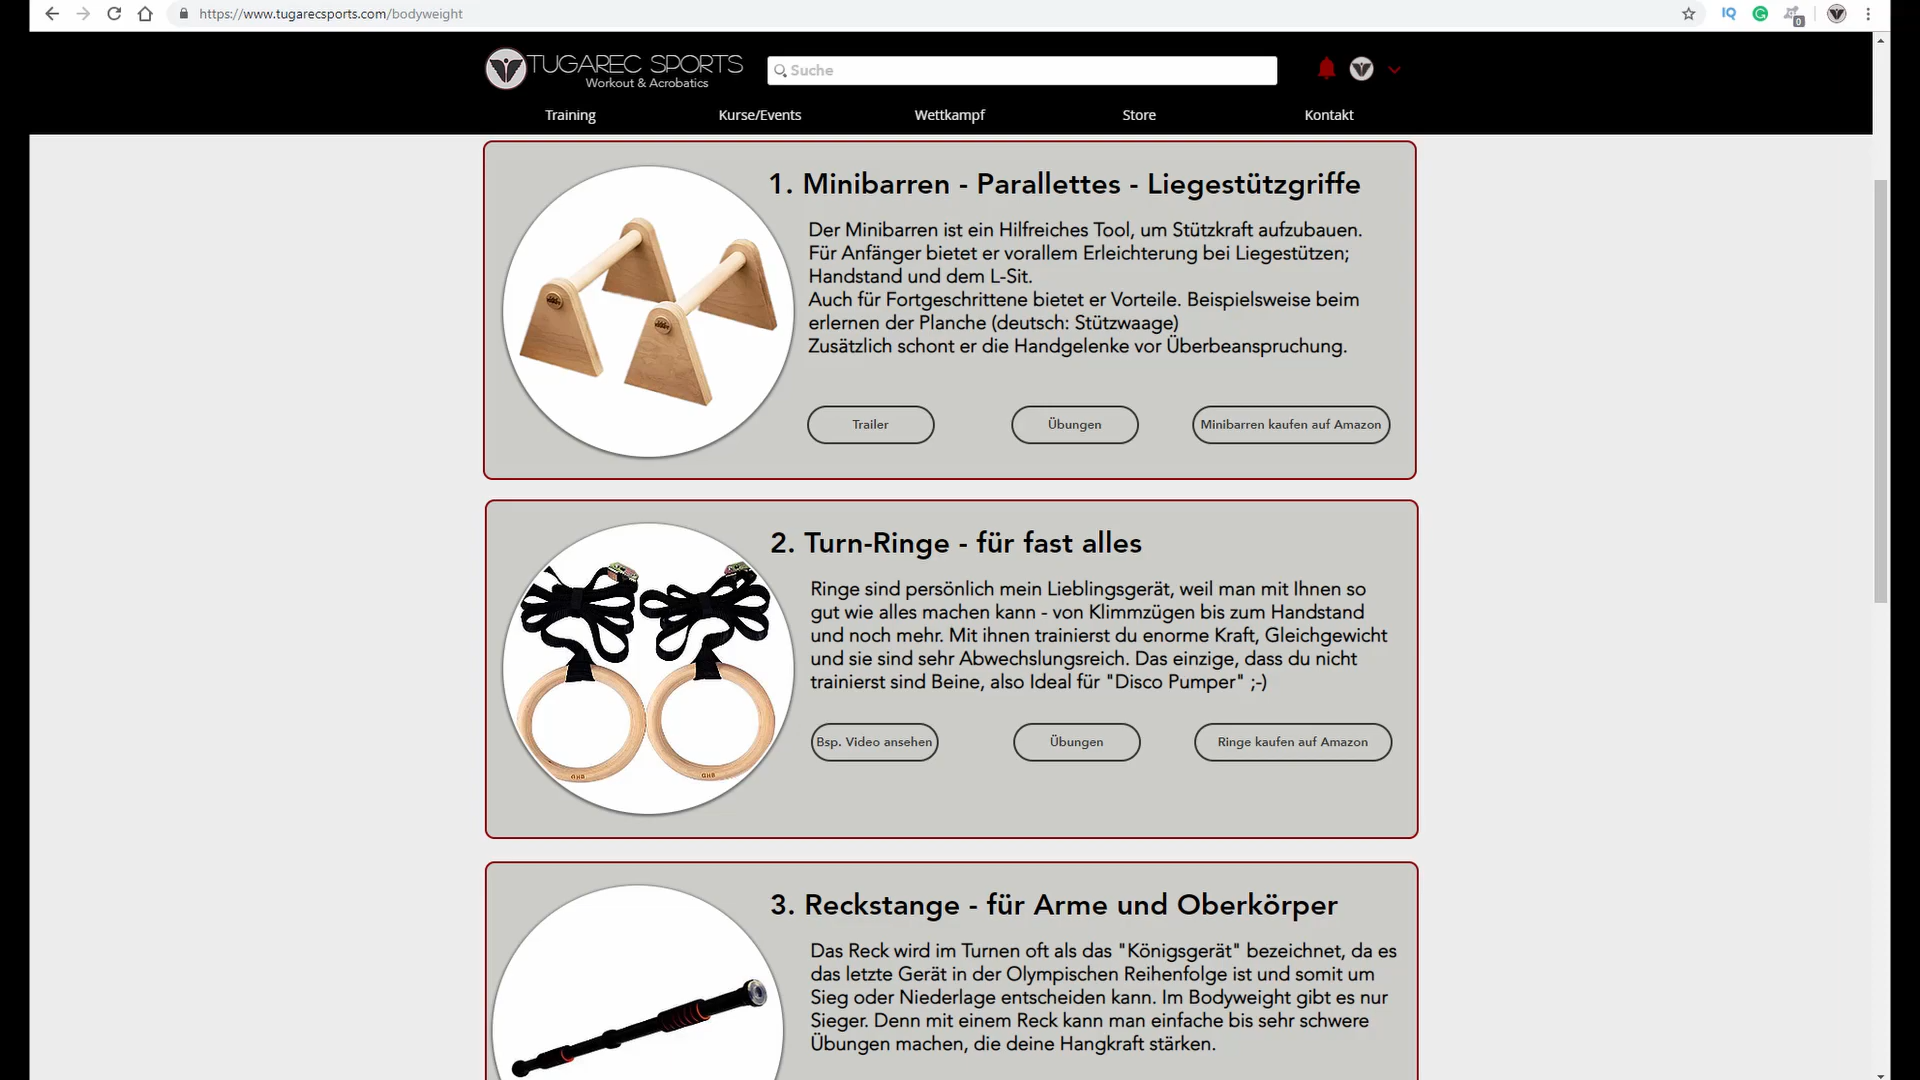 https://www.tugarecsports.com/bodyweight
IQ
0
TUGAREC SPORTS
Workout & Acrobatics
Suche
Training
Kurse/Events
Wettkampf
Store
Kontakt
1. Minibarren - Parallettes - Liegestützgriffe
Der Minibarren ist ein Hilfreiches Tool, um Stützkraft aufzubauen.
Für Anfänger bietet er vorallem Erleichterung bei Liegestützen;
Handstand und dem L-Sit.
Auch für Fortgeschrittene bietet er Vorteile. Beispielsweise beim
erlernen der Planche (deutsch: Stützwaage)
Zusätzlich schont er die Handgelenke vor Überbeanspruchung.
Trailer
Übungen
Minibarren kaufen auf Amazon
2. Turn-Ringe - für fast alles
Ringe sind persönlich mein Lieblingsgerät, weil man mit Ihnen so
gut wie alles machen kann - von Klimmzügen bis zum Handstand
und noch mehr. Mit ihnen trainierst du enorme Kraft, Gleichgewicht
und sie sind sehr Abwechslungsreich. Das einzige, dass du nicht
trainierst sind Beine, also Ideal für "Disco Pumper" ;-)
Bsp. Video ansehen
Übungen
Ringe kaufen auf Amazon
3. Reckstange - für Arme und Oberkörper
Das Reck wird im Turnen oft als das "Königsgerät" bezeichnet, da es
das letzte Gerät in der Olympischen Reihenfolge ist und somit um
Sieg oder Niederlage entscheiden kann. Im Bodyweight gibt es nur
Sieger. Denn mit einem Reck kann man einfache bis sehr schwere
Übungen machen, die deine Hangkraft stärken.